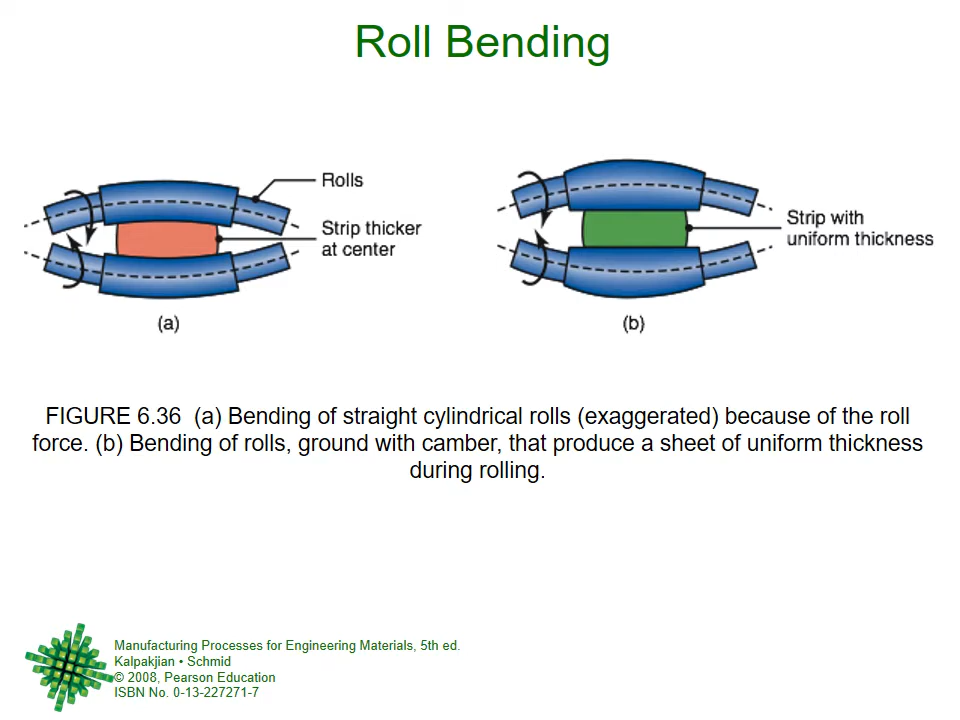 Roll Bending
Rolls
Strip thicker
at center
(a)
Strip with
uniform thickness
(b)
FIGURE 6.36  (a) Bending of straight cylindrical rolls (exaggerated) because of the roll
force. (b) Bending of rolls, ground with camber, that produce a sheet of uniform thickness
during rolling.
Manufacturing Processes for Engineering Materials, 5th ed.
Kalpakjian • Schmid
© 2008, Pearson Education
ISBN No. 0-13-227271-7